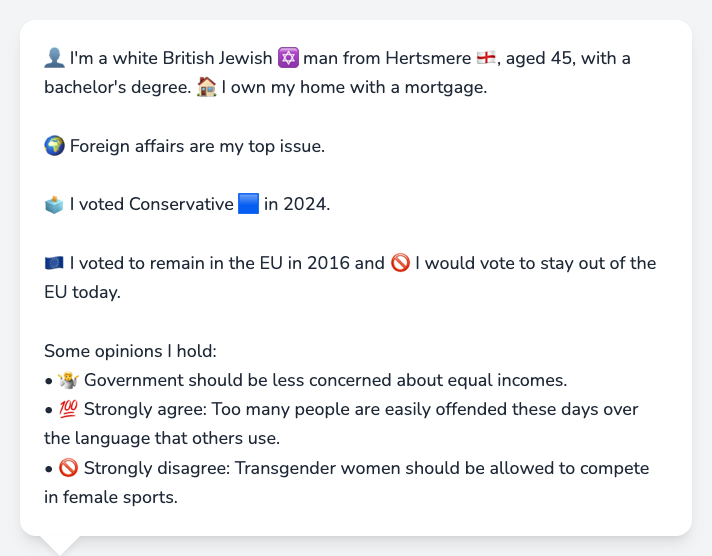 👤 I'm a white British Jewish ✡️ man from Hertsmere 🏴󠁧󠁢󠁥󠁮󠁧󠁿, aged 45, with a
bachelor's degree. 🏠 I own my home with a mortgage.
🌍 Foreign affairs are my top issue.
🗳️ I voted Conservative 🟦 in 2024.
🇪🇺 I voted to remain in the EU in 2016 and 🚫 I would vote to stay out of the
EU today.
Some opinions I hold:
• 🤷 Government should be less concerned about equal incomes.
• 💯 Strongly agree: Too many people are easily offended these days over
the language that others use.
• 🚫 Strongly disagree: Transgender women should be allowed to compete
in female sports.